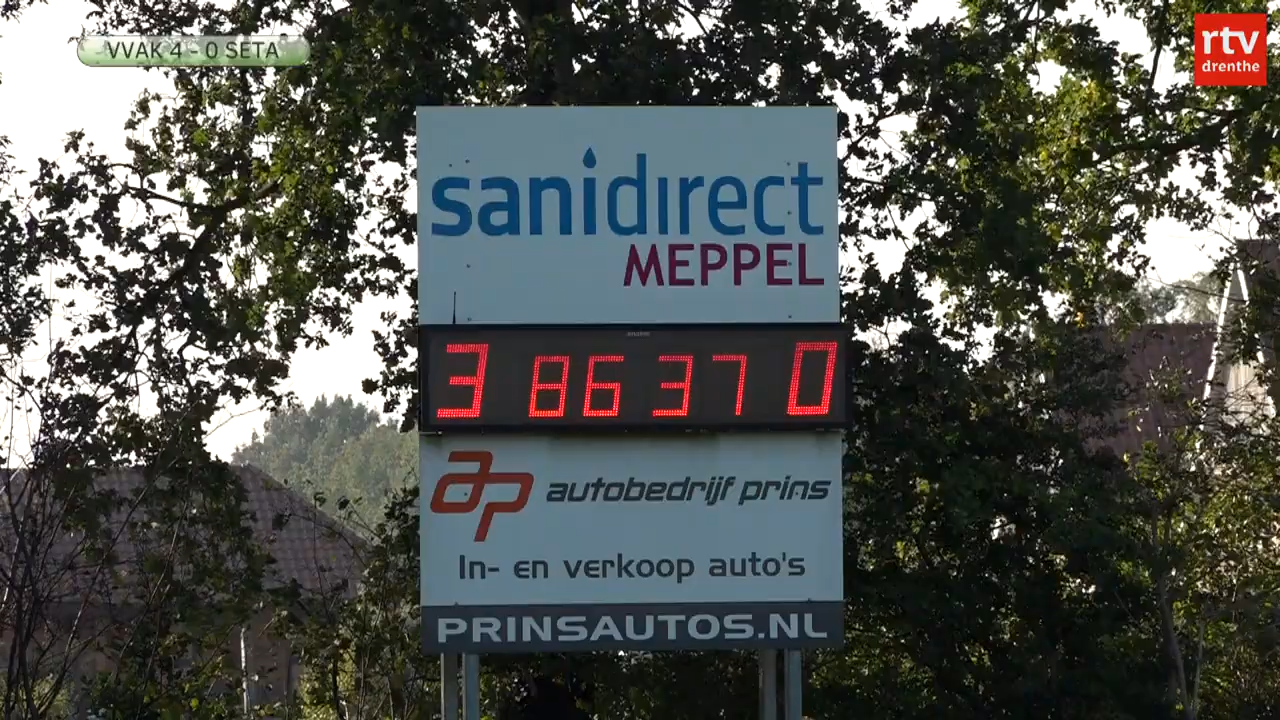 VVAK 4 - 0 SETA
rtv
drenthe
sanidirect
MEPPEL
3 86 37 0
ap autobedrijf prins
In- en verkoop auto's
PRINSAUTOS.NL